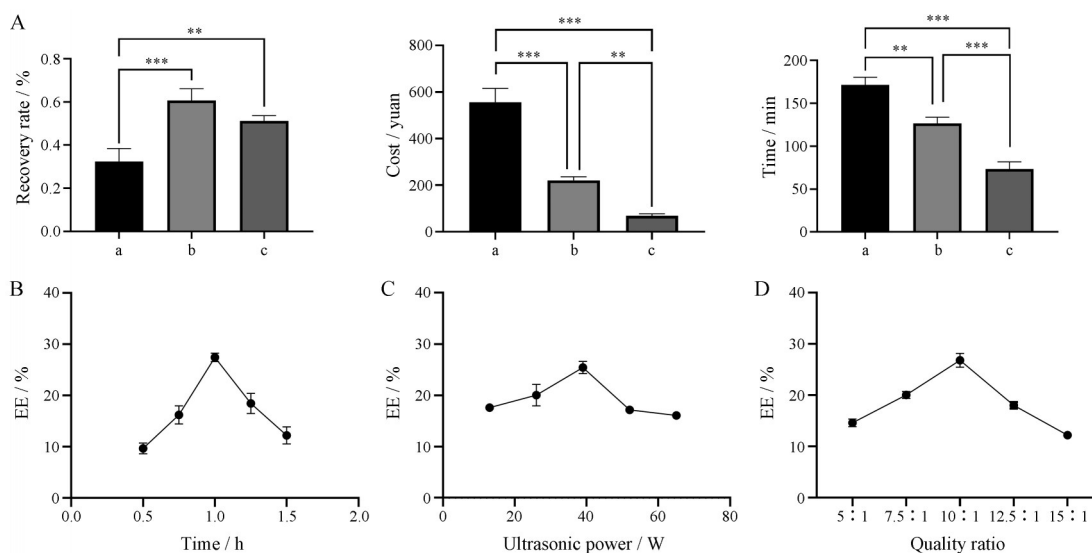 A
Recovery rate / %
0.8
0.6
0.4
0.2
0.0
**
***
a b c
Cost / yuan
800
600
400
200
0
***
*** **
a b c
Time / min
200
150
100
50
0
***
** ***
a b c
B
EE / %
40
30
20
10
0
0.0 0.5 1.0 1.5 2.0
Time / h
C
EE / %
40
30
20
10
0
0 20 40 60 80
Ultrasonic power / W
D
EE / %
40
30
20
10
0
5:1 7.5:1 10:1 12.5:1 15:1
Quality ratio